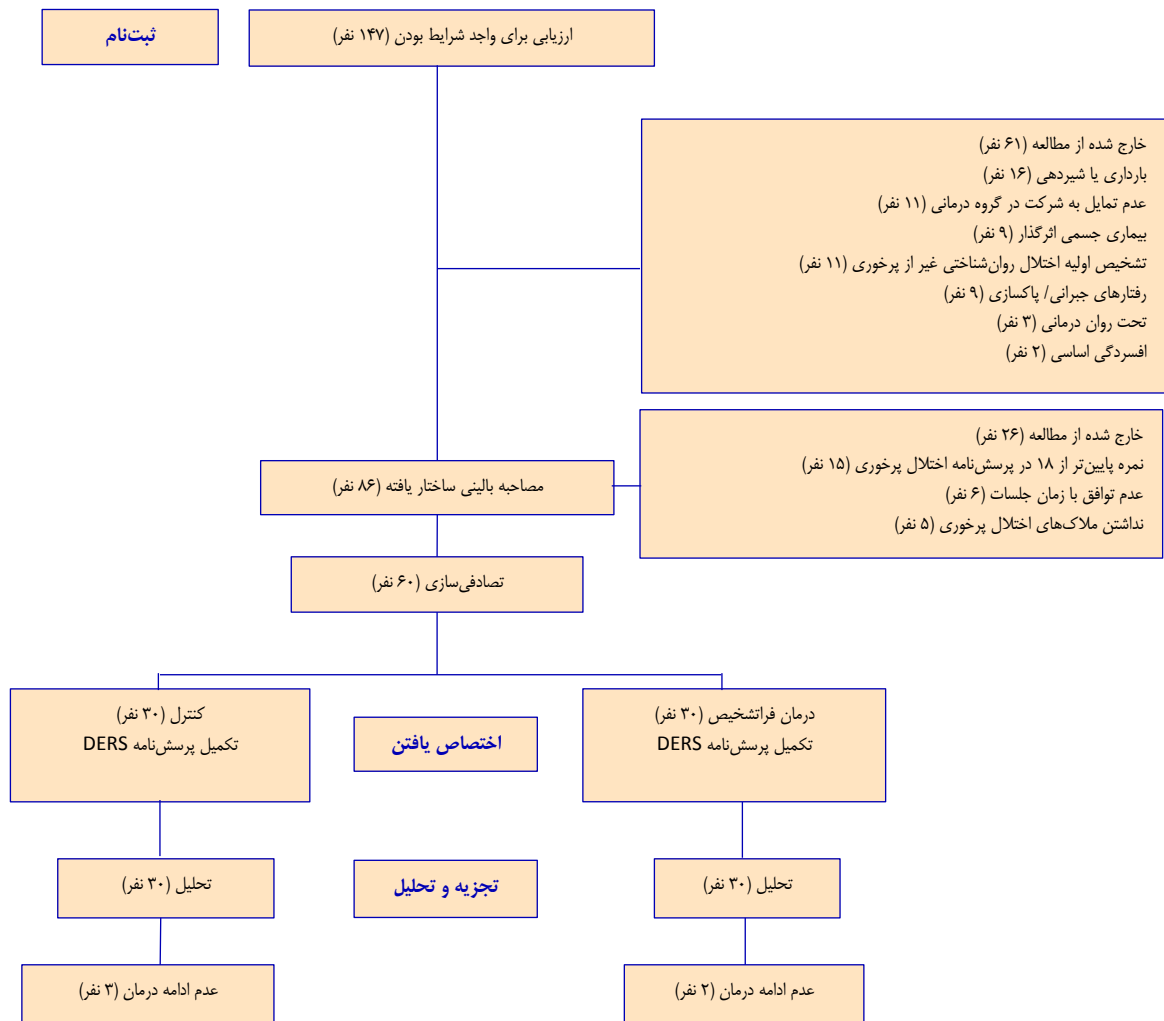 ثبت‌نام
ارزیابی برای واجد شرایط بودن (۱۴۷ نفر)
خارج شده از مطالعه (۶۱ نفر)
بارداری یا شیردهی (۱۶ نفر)
عدم تمایل به شرکت در گروه درمانی (۱۱ نفر)
بیماری جسمی اثرگذار (۹ نفر)
تشخیص اولیه اختلال روان‌شناختی غیر از پرخوری (۱۱ نفر)
رفتارهای جبرانی/ پاکسازی (۹ نفر)
تحت روان درمانی (۳ نفر)
افسردگی اساسی (۲ نفر)
خارج شده از مطالعه (۲۶ نفر)
نمره پایین‌تر از ۱۸ در پرسش‌نامه اختلال پرخوری (۱۵ نفر)
عدم توافق با زمان جلسات (۶ نفر)
نداشتن ملاک‌های اختلال پرخوری (۵ نفر)
مصاحبه بالینی ساختار یافته (۸۶ نفر)
تصادفی‌سازی (۶۰ نفر)
درمان فراتشخیص (۳۰ نفر)
تکمیل پرسش‌نامه DERS
اختصاص یافتن
کنترل (۳۰ نفر)
تکمیل پرسش‌نامه DERS
تحلیل (۳۰ نفر)
تجزیه و تحلیل
تحلیل (۳۰ نفر)
عدم ادامه درمان (۲ نفر)
عدم ادامه درمان (۳ نفر)